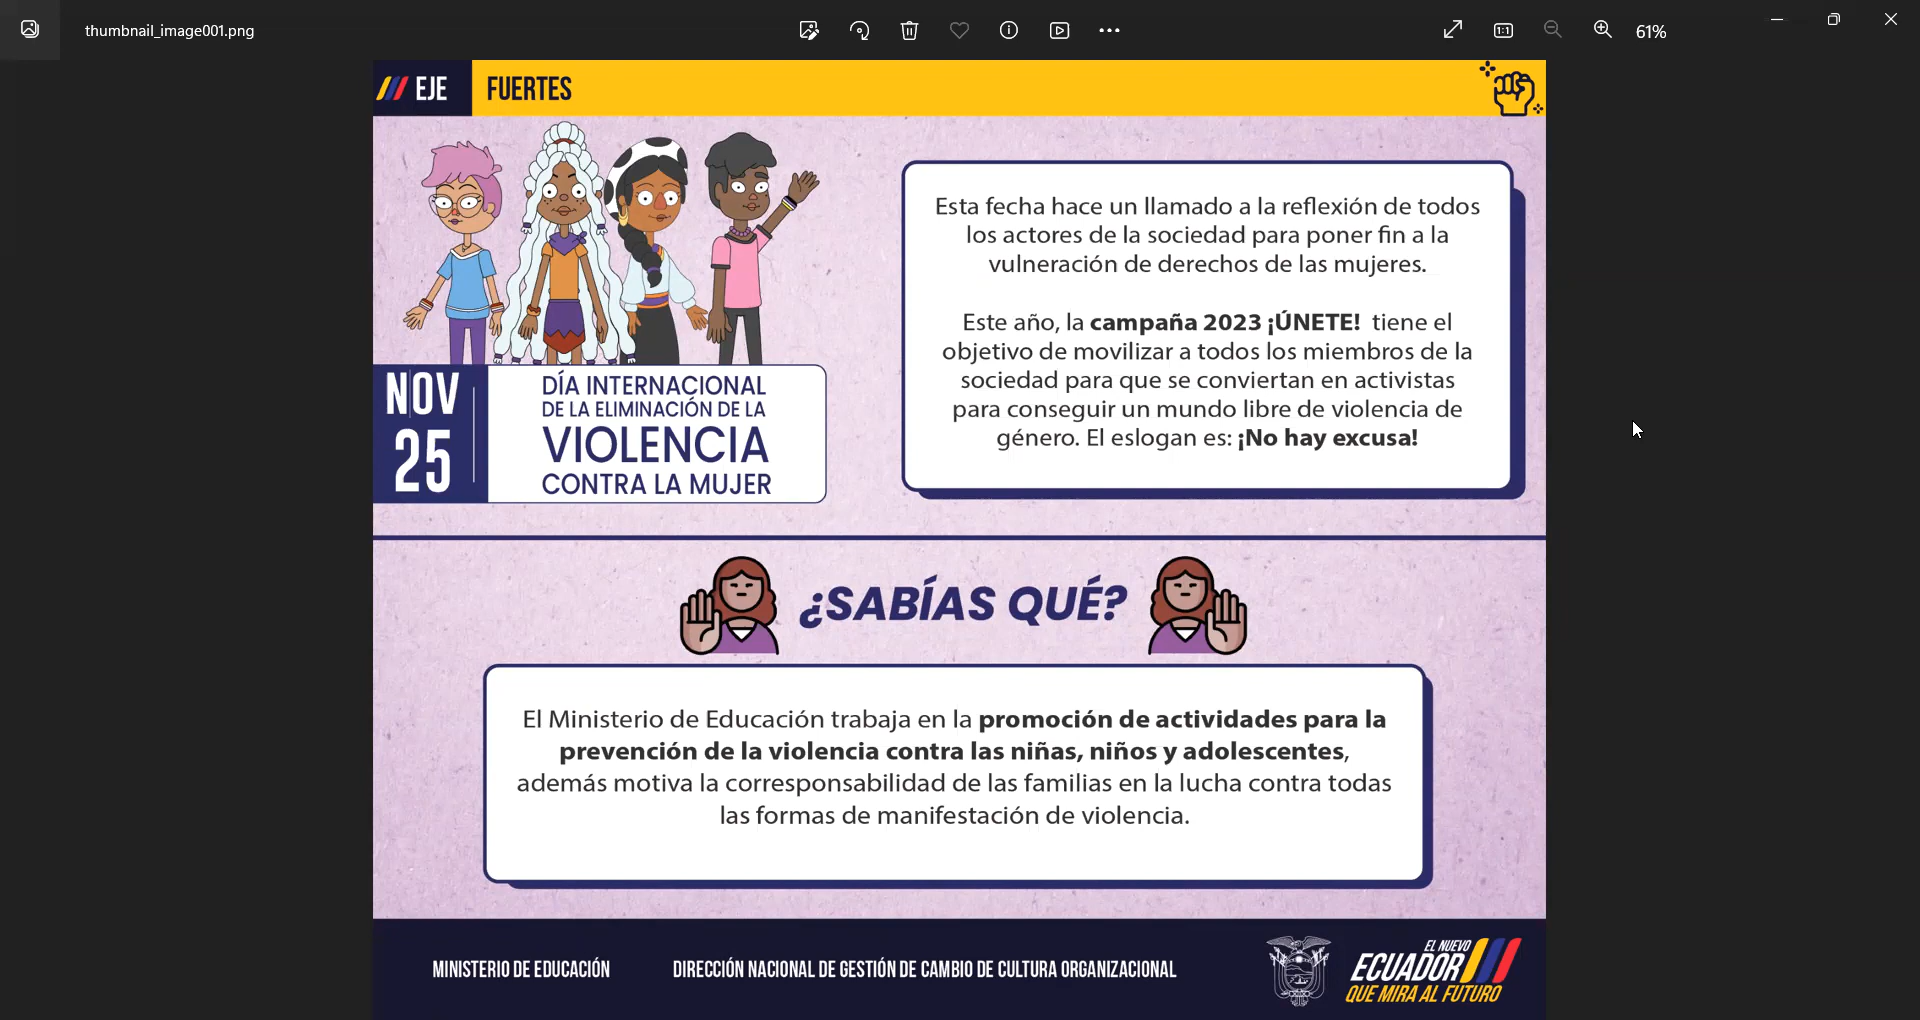 thumbnail_image001.png
61%
EJE
FUERTES
Esta fecha hace un llamado a la reflexión de todos
los actores de la sociedad para poner fin a la
vulneración de derechos de las mujeres.
Este año, la campaña 2023 ¡ÚNETE! tiene el
objetivo de movilizar a todos los miembros de la
sociedad para que se conviertan en activistas
para conseguir un mundo libre de violencia de
género. El eslogan es: ¡No hay excusa!
NOV
25
DÍA INTERNACIONAL
DE LA ELIMINACIÓN DE LA
VIOLENCIA
CONTRA LA MUJER
¿SABÍAS QUÉ?
El Ministerio de Educación trabaja en la promoción de actividades para la
prevención de la violencia contra las niñas, niños y adolescentes,
además motiva la corresponsabilidad de las familias en la lucha contra todas
las formas de manifestación de violencia.
MINISTERIO DE EDUCACIÓN
DIRECCIÓN NACIONAL DE GESTIÓN DE CAMBIO DE CULTURA ORGANIZACIONAL
EL NUEVO
ECUADOR
QUE MIRA AL FUTURO